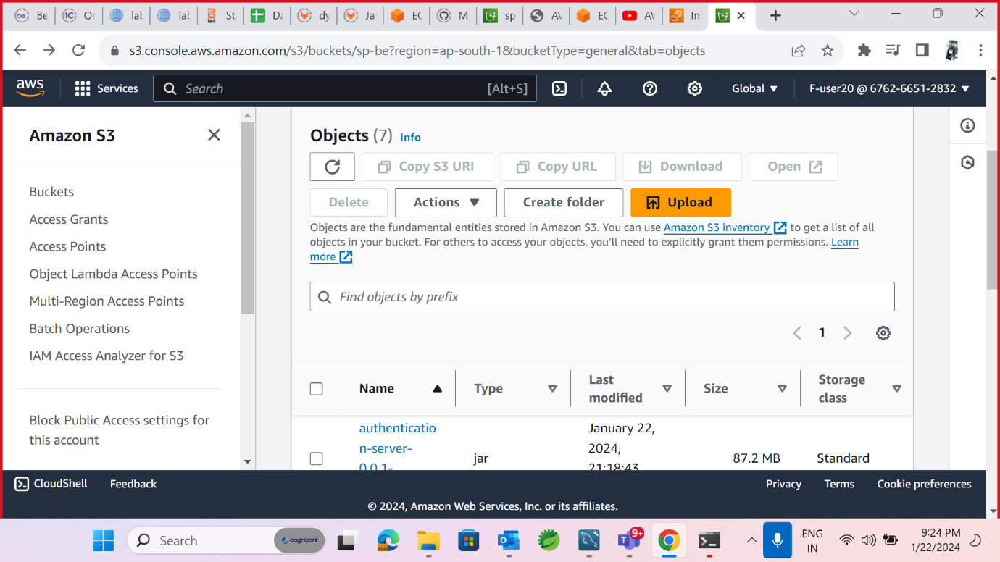 Be
Or
lab
lab
Sta
Da
dy
Ja
EC
M
sp
AV
EC
AV
In
s3.console.aws.amazon.com/s3/buckets/sp-be?region=ap-south-1&bucketType=general&tab=objects
aws
Services
Search
[Alt+S]
Global
F-user20 @ 6762-6651-2832
Amazon S3
Buckets
Access Grants
Access Points
Object Lambda Access Points
Multi-Region Access Points
Batch Operations
IAM Access Analyzer for S3
Block Public Access settings for
this account
Objects (7) Info
Copy S3 URI
Copy URL
Download
Open
Delete
Actions
Create folder
Upload
Objects are the fundamental entities stored in Amazon S3. You can use Amazon S3 inventory to get a list of all
objects in your bucket. For others to access your objects, you'll need to explicitly grant them permissions. Learn
more
Find objects by prefix
1
Name
Type
Last
modified
Size
Storage
class
authenticatio
n-server-
0.0.1-
jar
January 22,
2024,
21:18:43
87.2 MB
Standard
CloudShell
Feedback
Privacy
Terms
Cookie preferences
© 2024, Amazon Web Services, Inc. or its affiliates.
Search
cognizant
9+
ENG
IN
9:24 PM
1/22/2024